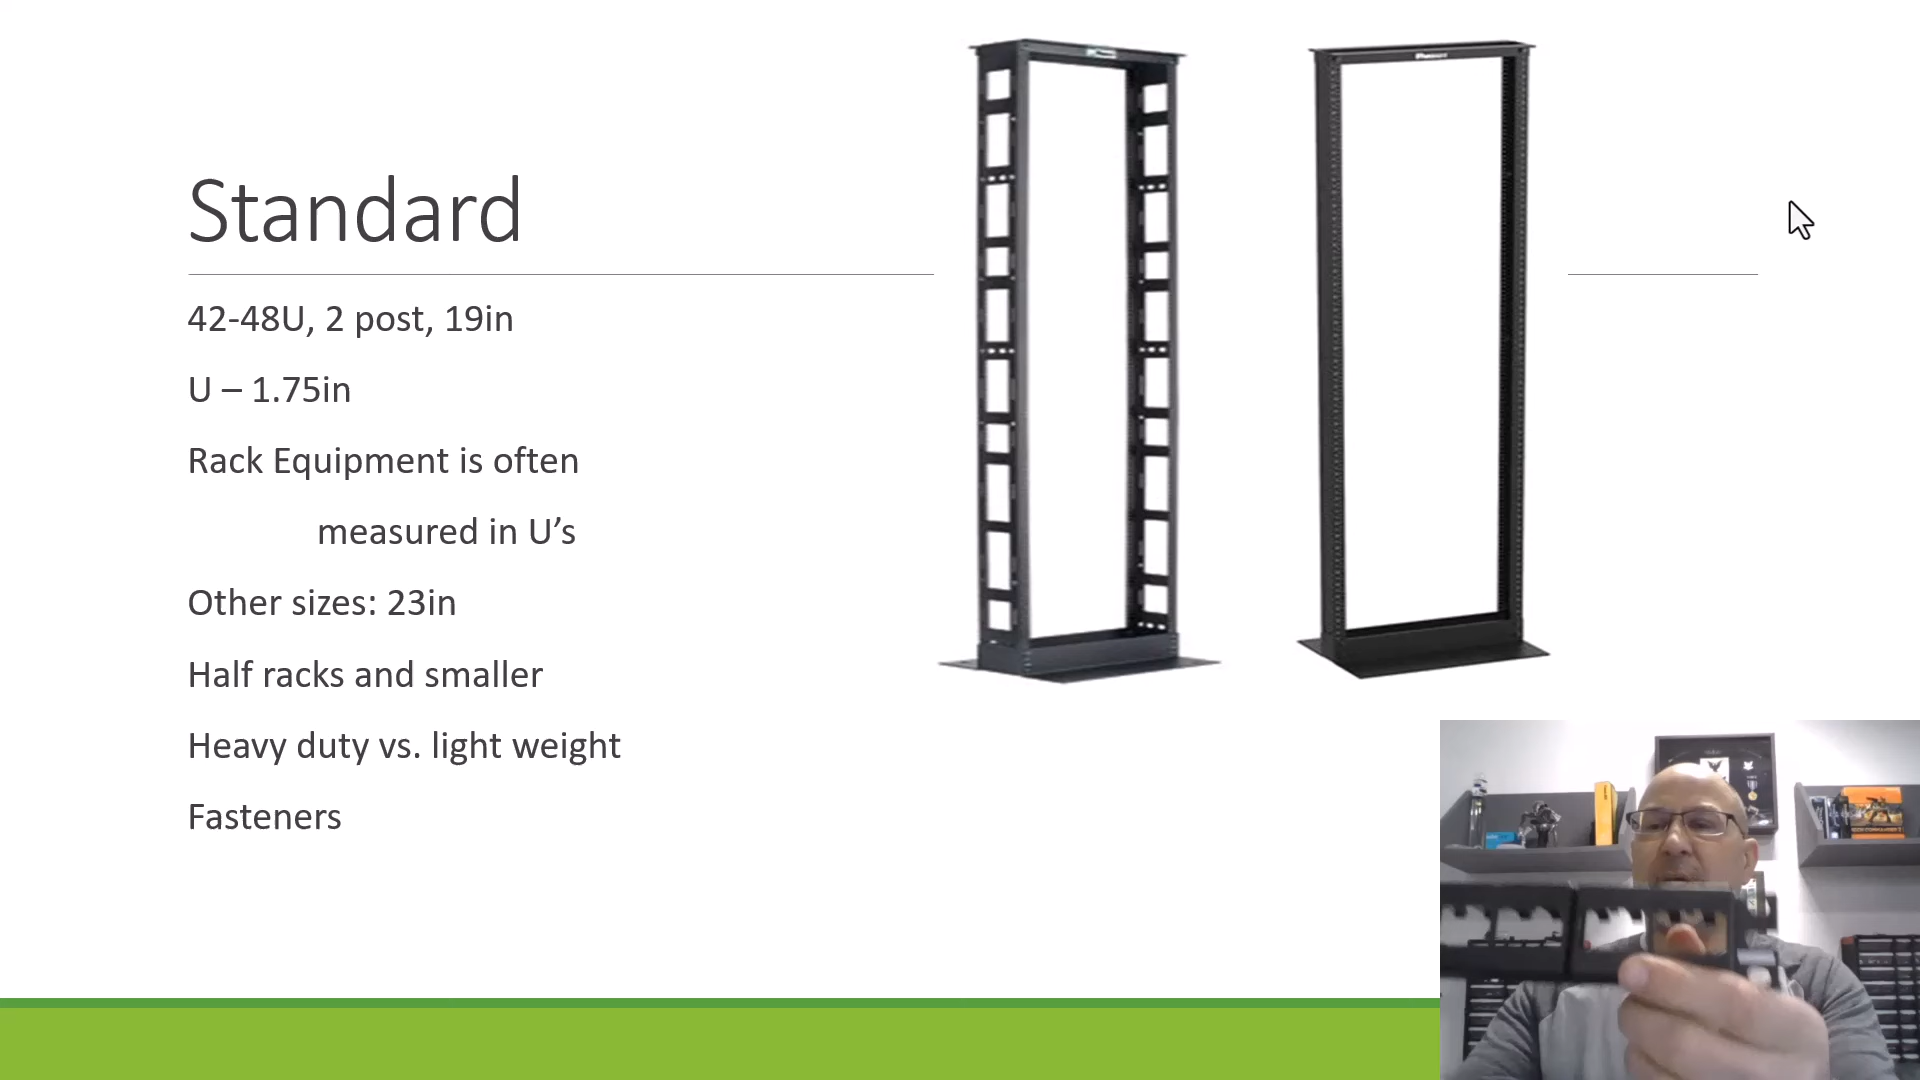 Standard
42-48U, 2 post, 19in
U – 1.75in
Rack Equipment is often
measured in U’s
Other sizes: 23in
Half racks and smaller
Heavy duty vs. light weight
Fasteners